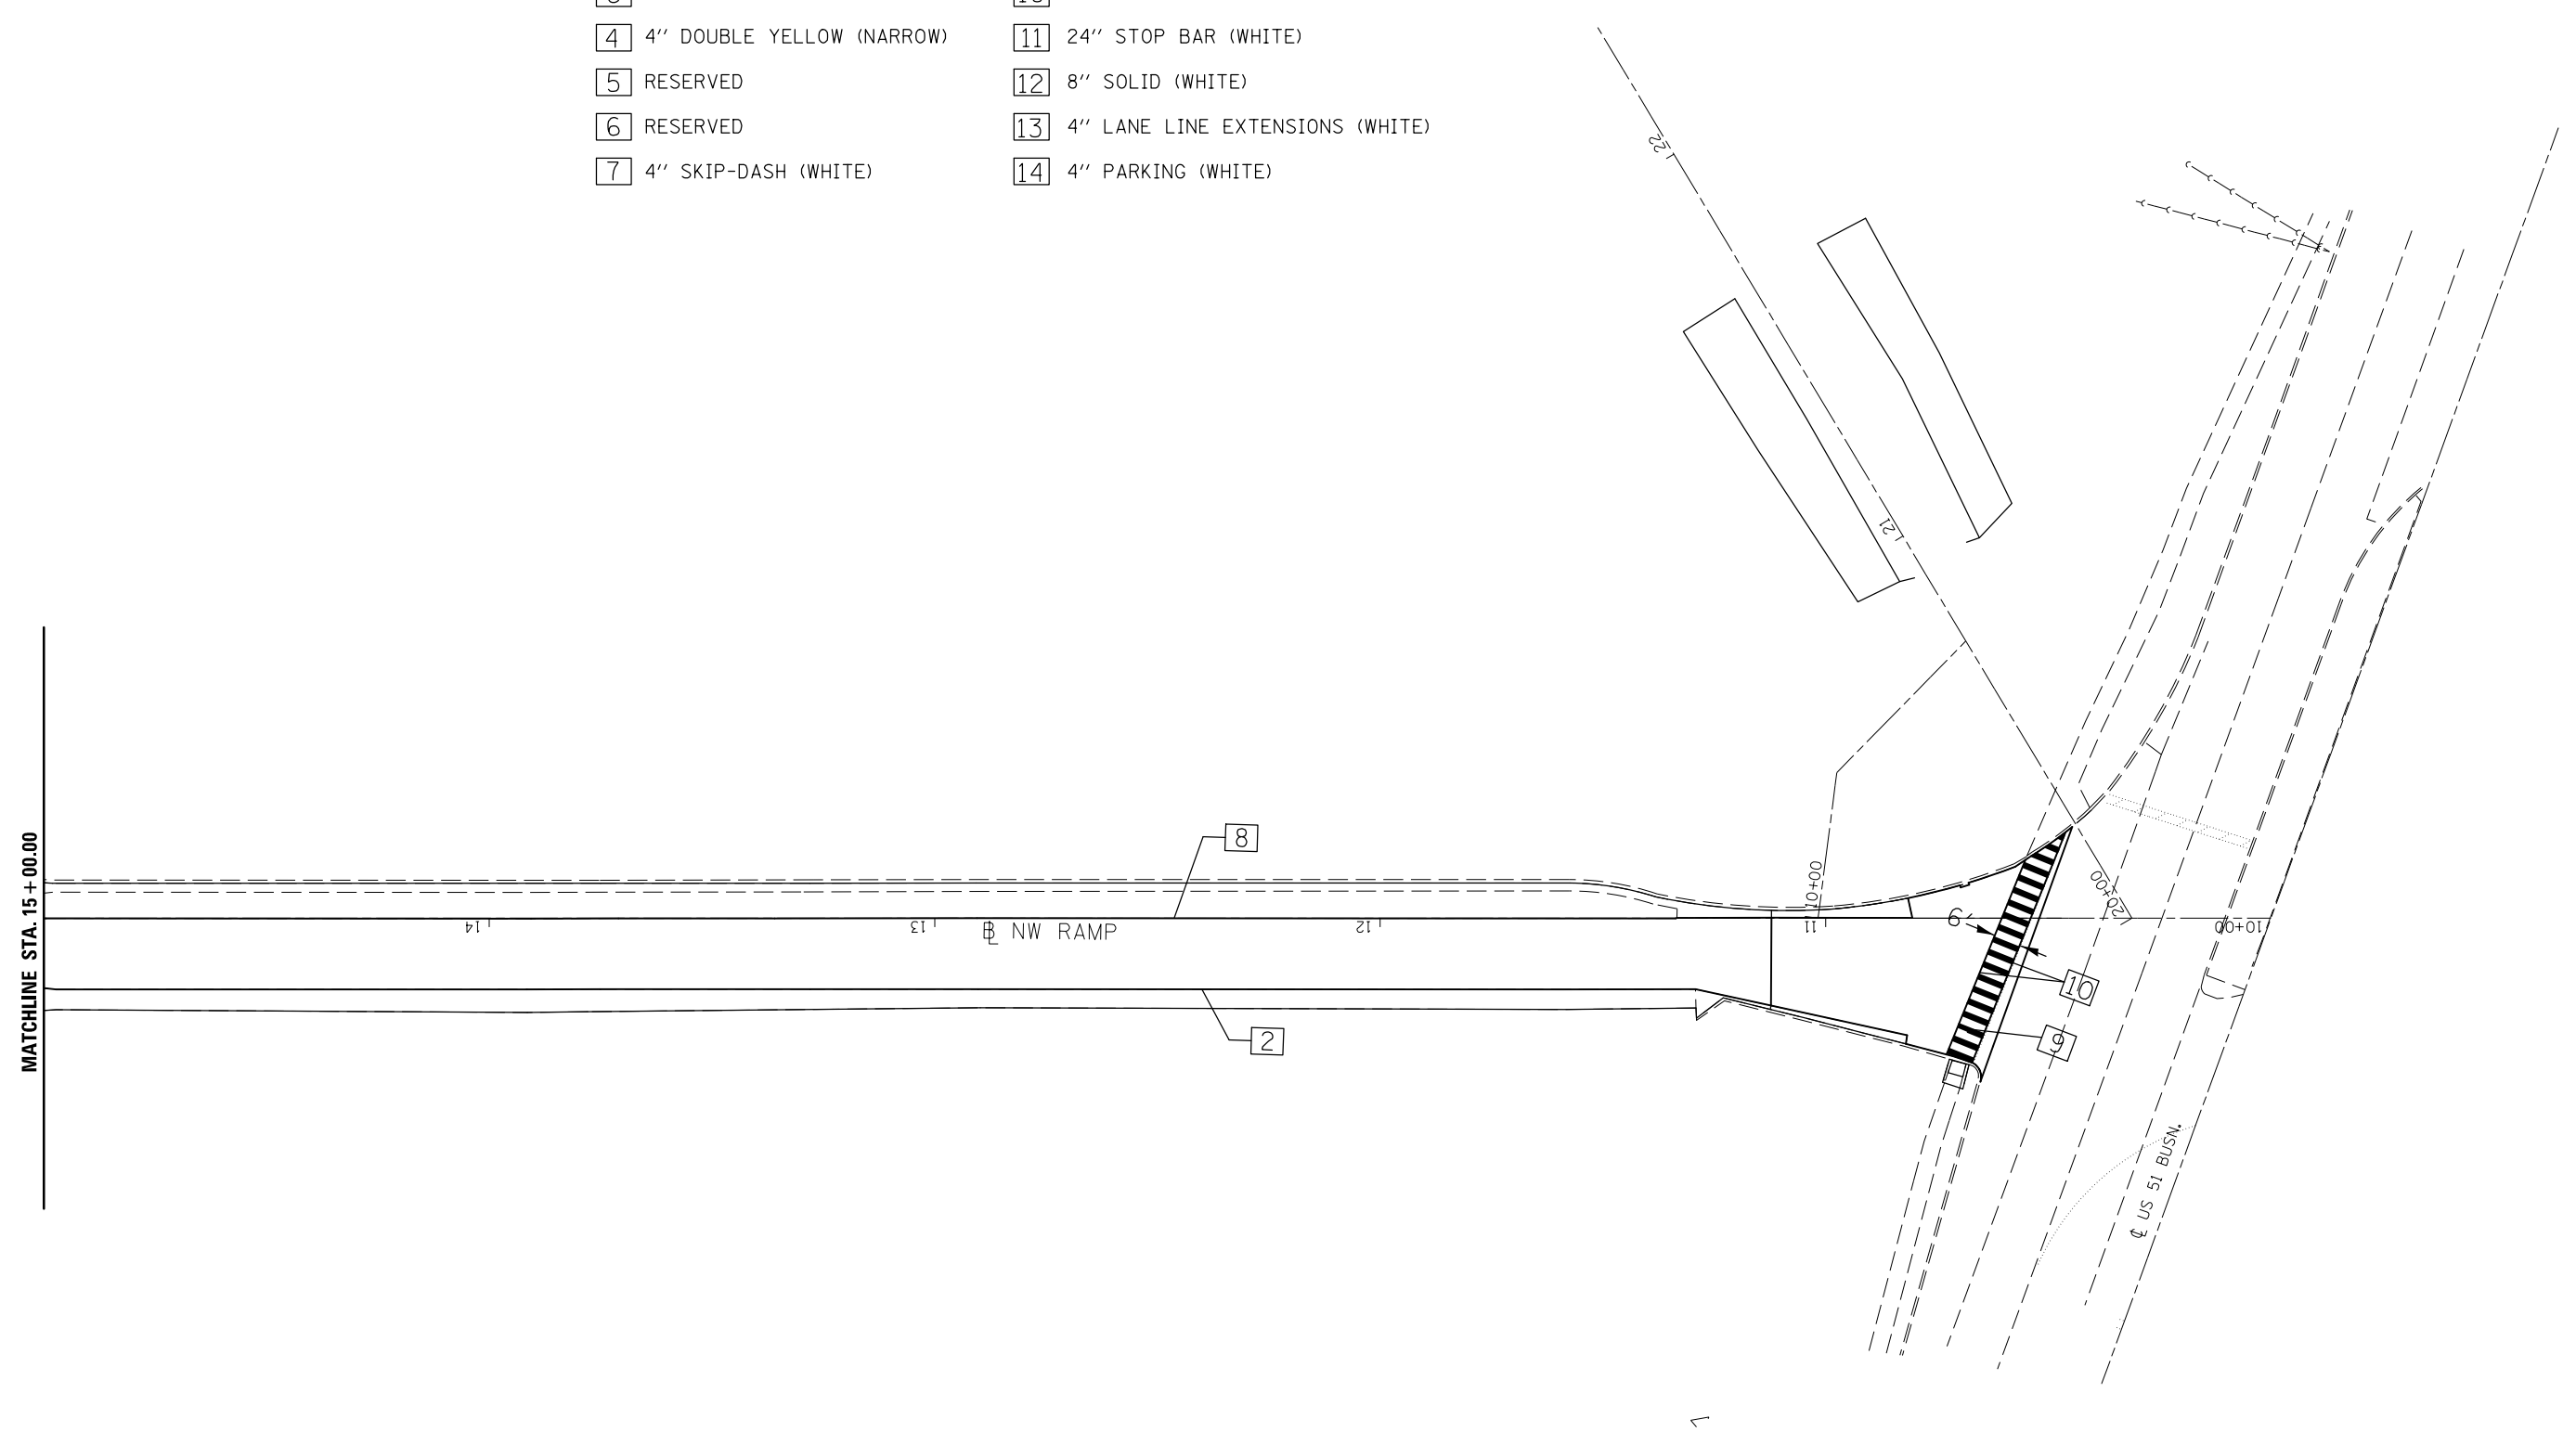 4 4" DOUBLE YELLOW (NARROW)
11 24" STOP BAR (WHITE)
5 RESERVED
12 8" SOLID (WHITE)
6 RESERVED
13 4" LANE LINE EXTENSIONS (WHITE)
7 4" SKIP-DASH (WHITE)
14 4" PARKING (WHITE)
22
21
MATCHLINE STA. 15+00.00
8
10+00
20+00
14
13
℄ NW RAMP
12
11
6'
10+00
10
2
9
℄ US 51 BUSN.